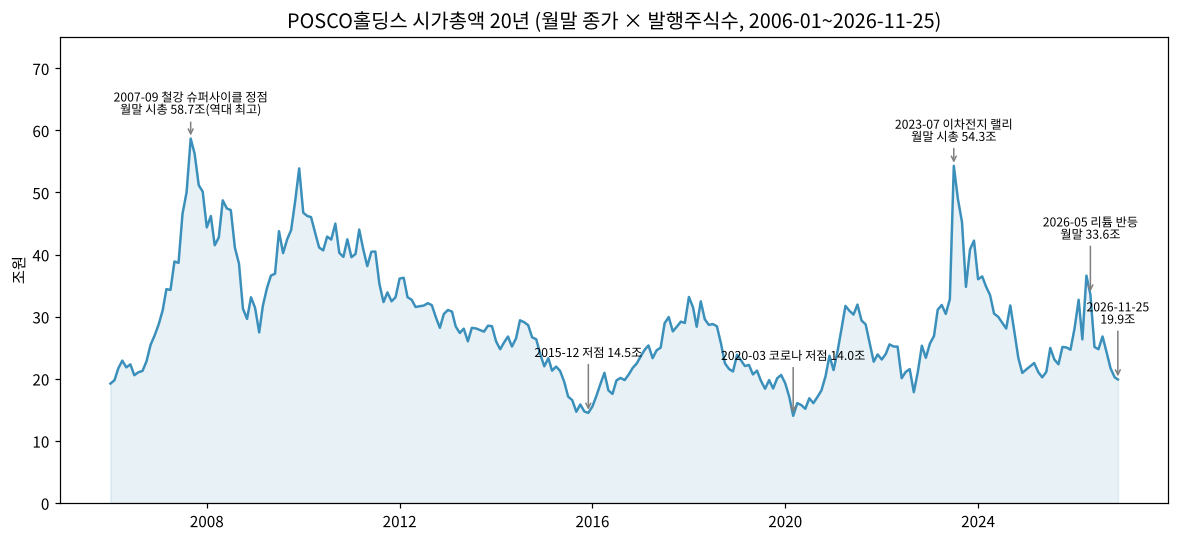 POSCO홀딩스 시가총액 20년 (월말 종가 × 발행주식수, 2006-01~2026-11-25)
조원
70
60
50
40
30
20
10
0
2007-09 철강 슈퍼사이클 정점
월말 시총 58.7조(역대 최고)
2023-07 이차전지 랠리
월말 시총 54.3조
2026-05 리튬 반등
월말 33.6조
2026-11-25
19.9조
2015-12 저점 14.5조
2020-03 코로나 저점 14.0조
2008
2012
2016
2020
2024